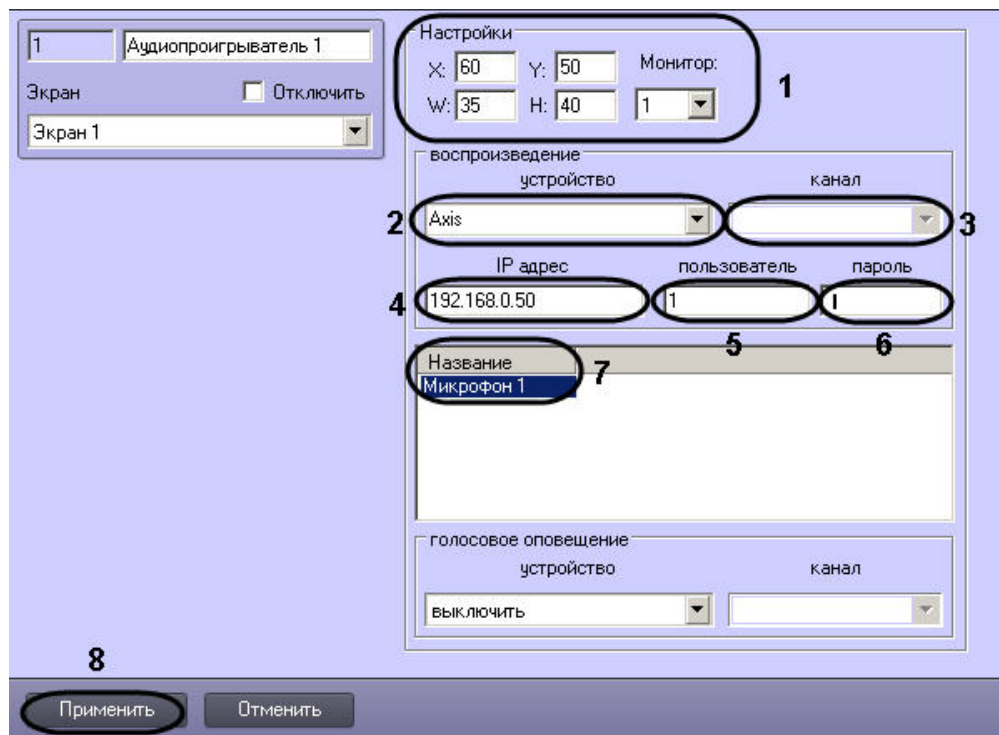 1
Аудиопроигрыватель 1
Экран
Отключить
Экран 1
Настройки
X: 60 Y: 50 Монитор:
W: 35 H: 40 1
1
воспроизведение
устройство канал
2 Axis 3
IP адрес пользователь пароль
4 192.168.0.50 1
5 6
Название
7
Микрофон 1
голосовое оповещение
устройство канал
выключить
8
Применить Отменить